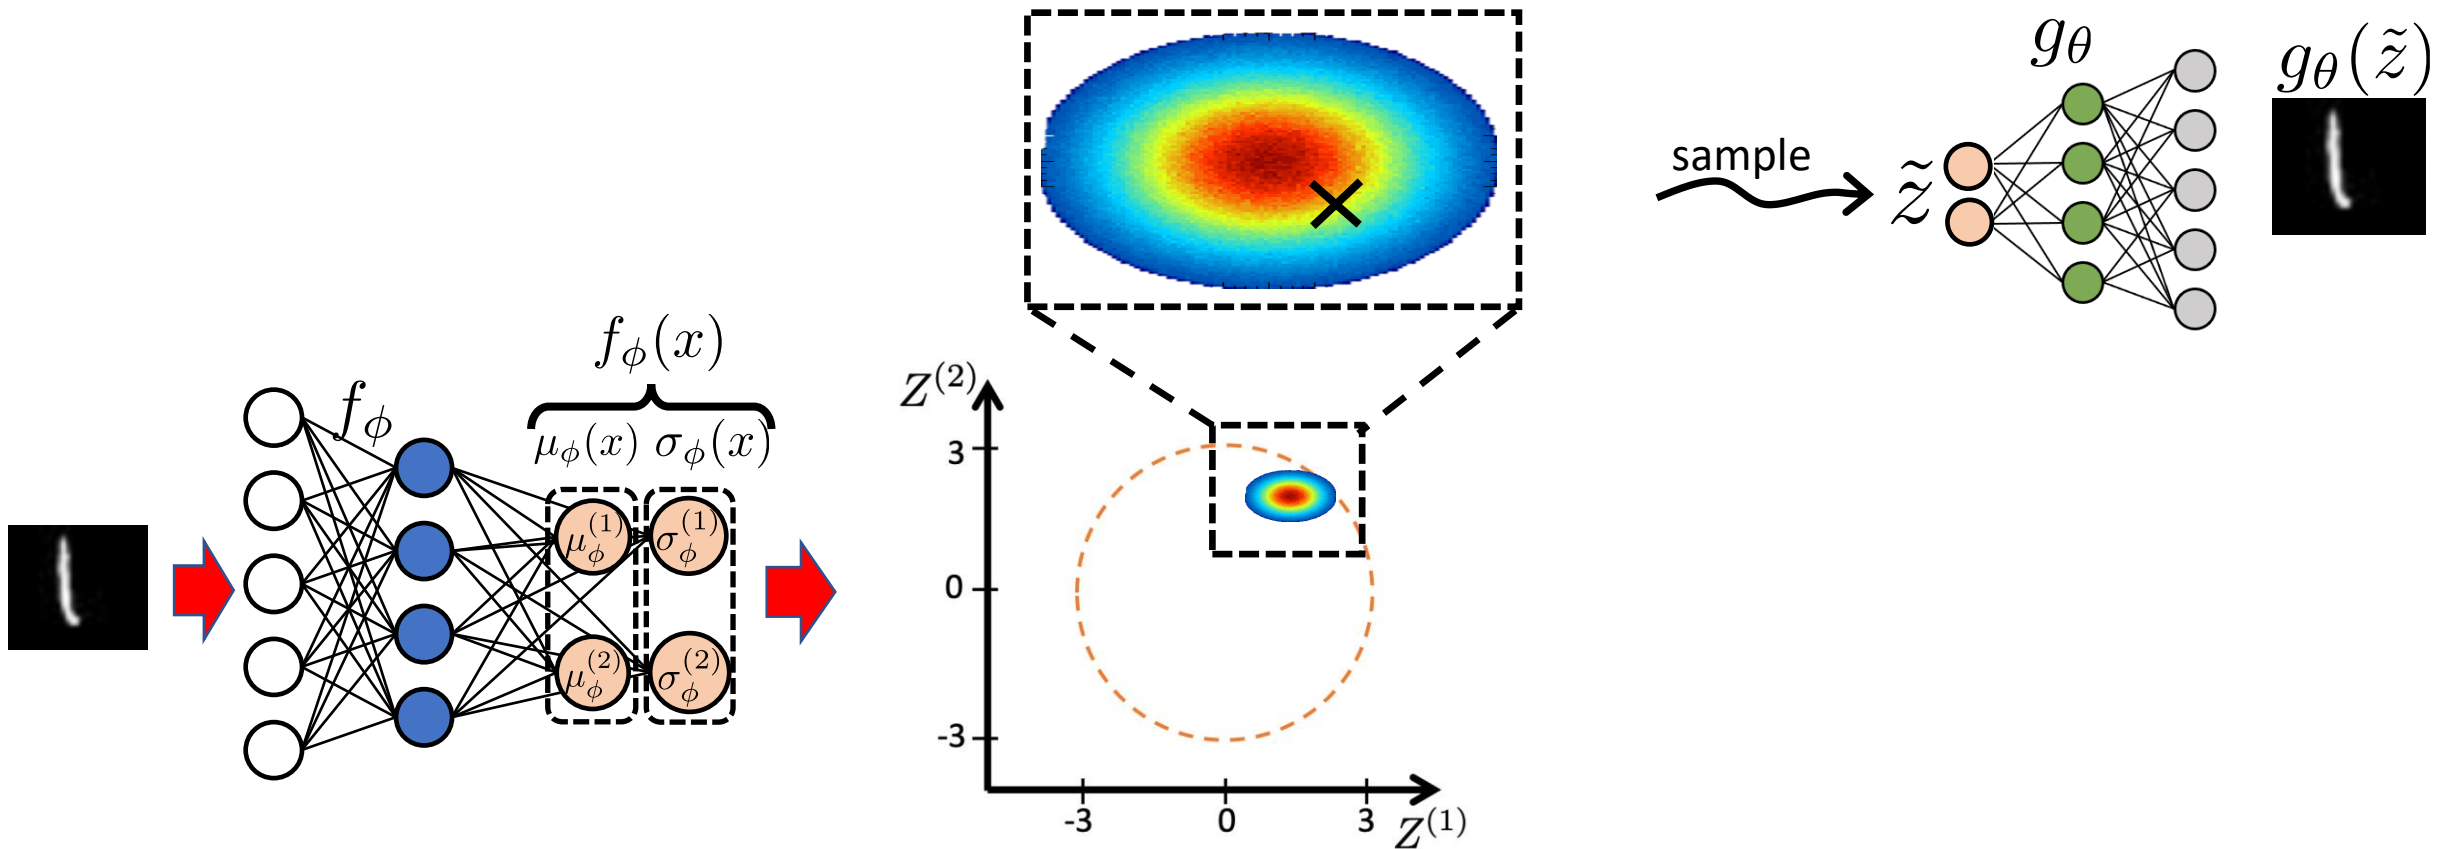 f_ϕ
f_ϕ(x)
μ_ϕ(x) σ_ϕ(x)
μ_ϕ^(1) σ_ϕ^(1)
μ_ϕ^(2) σ_ϕ^(2)
Z^(2)
3
0
-3
-3 0 3
Z^(1)
sample
z̃
g_θ
g_θ(z̃)